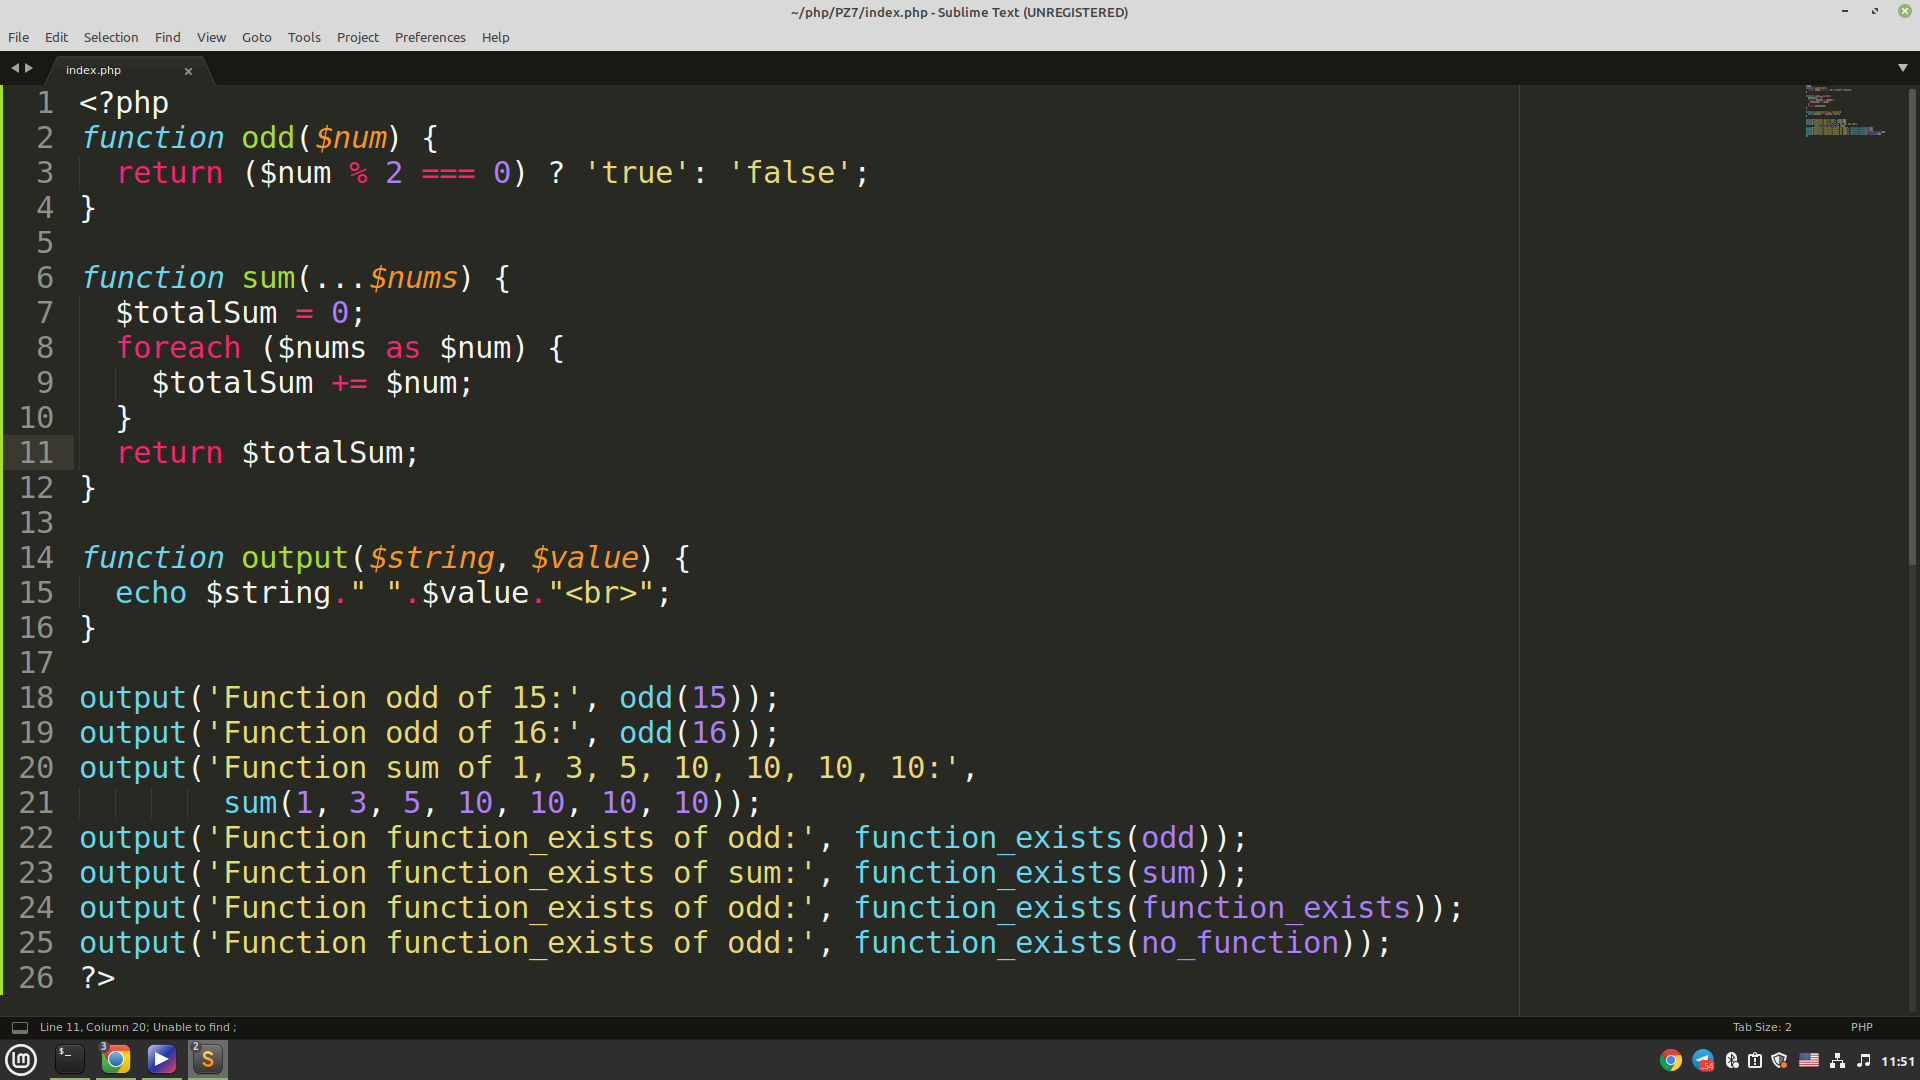 ~/php/PZ7/index.php - Sublime Text (UNREGISTERED)
File Edit Selection Find View Goto Tools Project Preferences Help
index.php
1 <?php
2 function odd($num) {
3   return ($num % 2 === 0) ? 'true': 'false';
4 }
5
6 function sum(...$nums) {
7   $totalSum = 0;
8   foreach ($nums as $num) {
9     $totalSum += $num;
10   }
11   return $totalSum;
12 }
13
14 function output($string, $value) {
15   echo $string." ".$value."<br>";
16 }
17
18 output('Function odd of 15:', odd(15));
19 output('Function odd of 16:', odd(16));
20 output('Function sum of 1, 3, 5, 10, 10, 10, 10:',
21         sum(1, 3, 5, 10, 10, 10, 10));
22 output('Function function_exists of odd:', function_exists(odd));
23 output('Function function_exists of sum:', function_exists(sum));
24 output('Function function_exists of odd:', function_exists(function_exists));
25 output('Function function_exists of odd:', function_exists(no_function));
26 ?>
Line 11, Column 20; Unable to find ;
Tab Size: 2
PHP
$_
3
2
S
11:51